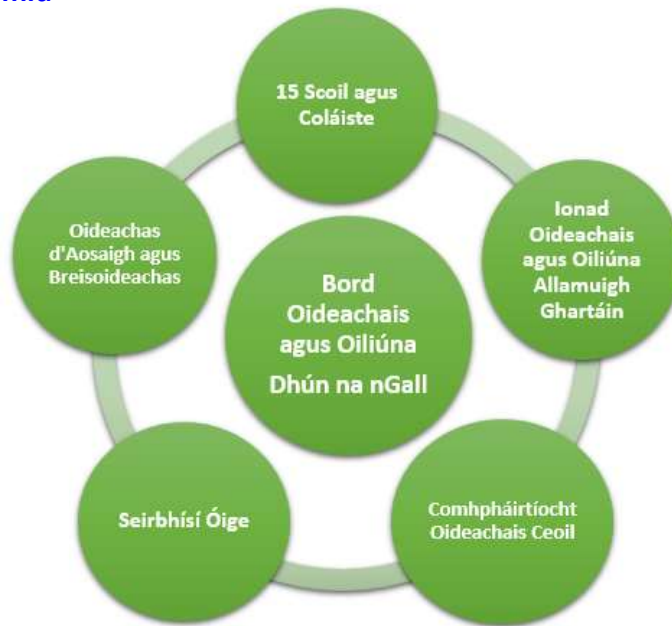 15 Scoil agus
Coláiste
Ionad
Oideachais
agus Oiliúna
Allamuigh
Ghartáin
Oideachas
d'Aosaigh agus
Breisoideachas
Bord
Oideachais
agus Oiliúna
Dhún na nGall
Seirbhísí Óige
Comhpháirtíocht
Oideachais Ceoil